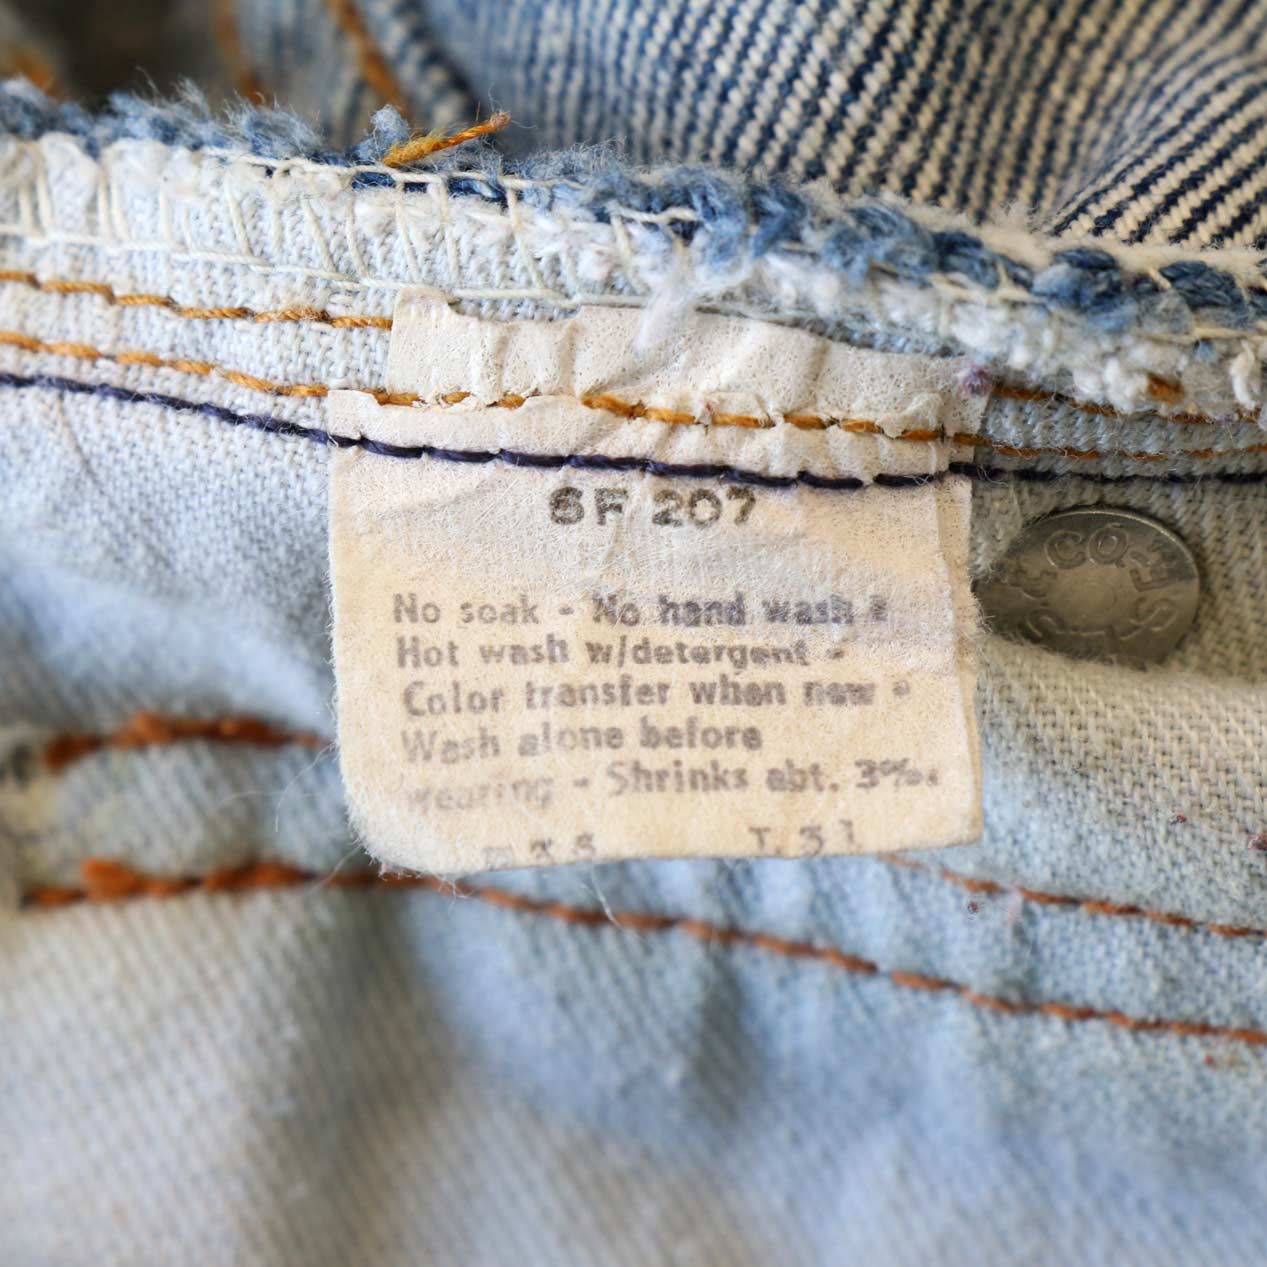 6F 207
No soak - No hand wash
Hot wash w/detergent -
Color transfer when new
Wash alone before
wearing - Shrinks abt. 3%.